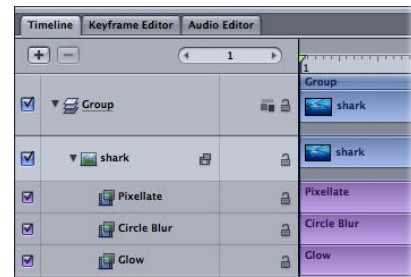 Timeline Keyframe Editor Audio Editor
+ − 1
1
Group
Group shark
shark shark
Pixellate Pixellate
Circle Blur Circle Blur
Glow Glow